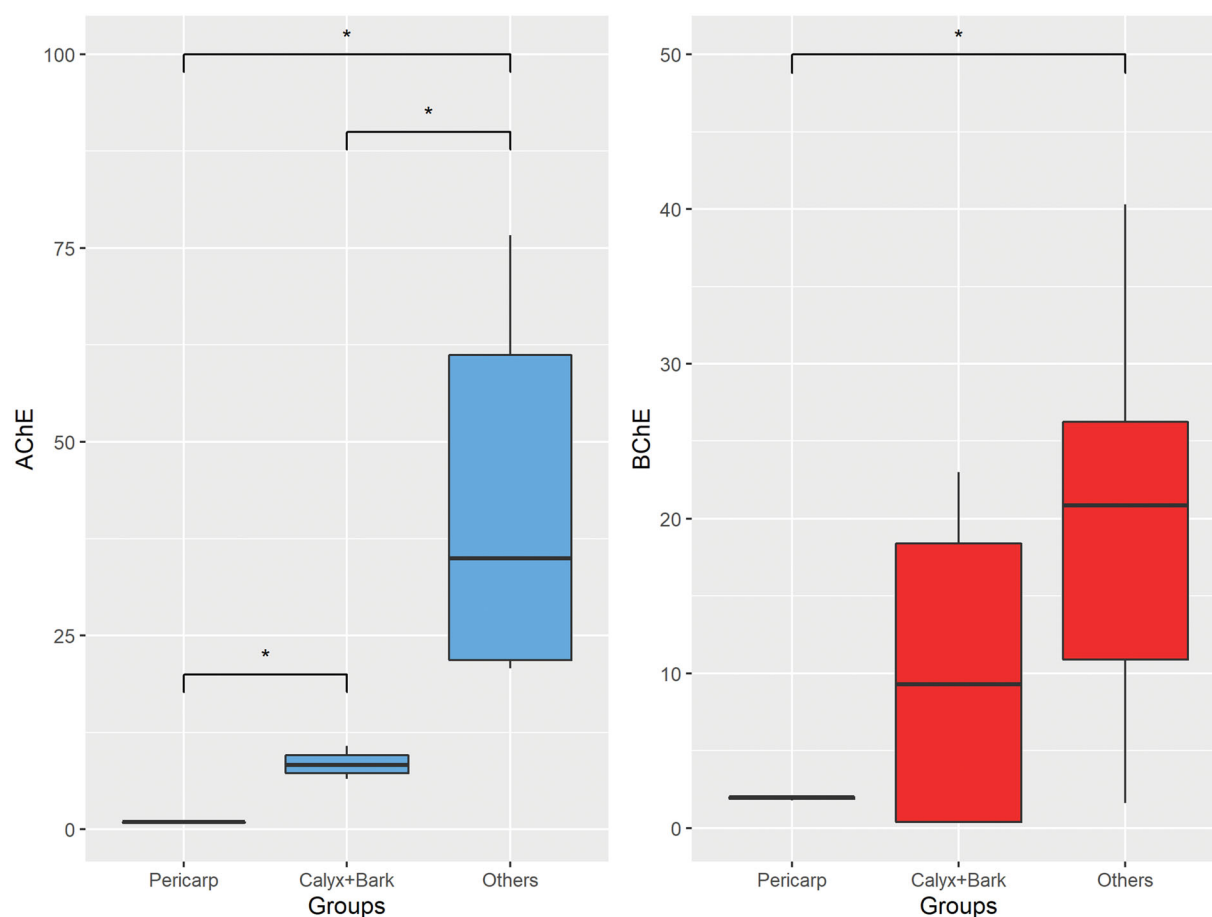 *
100
*
75
50
25
*
0
AChE
Pericarp
Calyx+Bark
Others
Groups
*
50
40
30
20
10
0
BChE
Pericarp
Calyx+Bark
Others
Groups